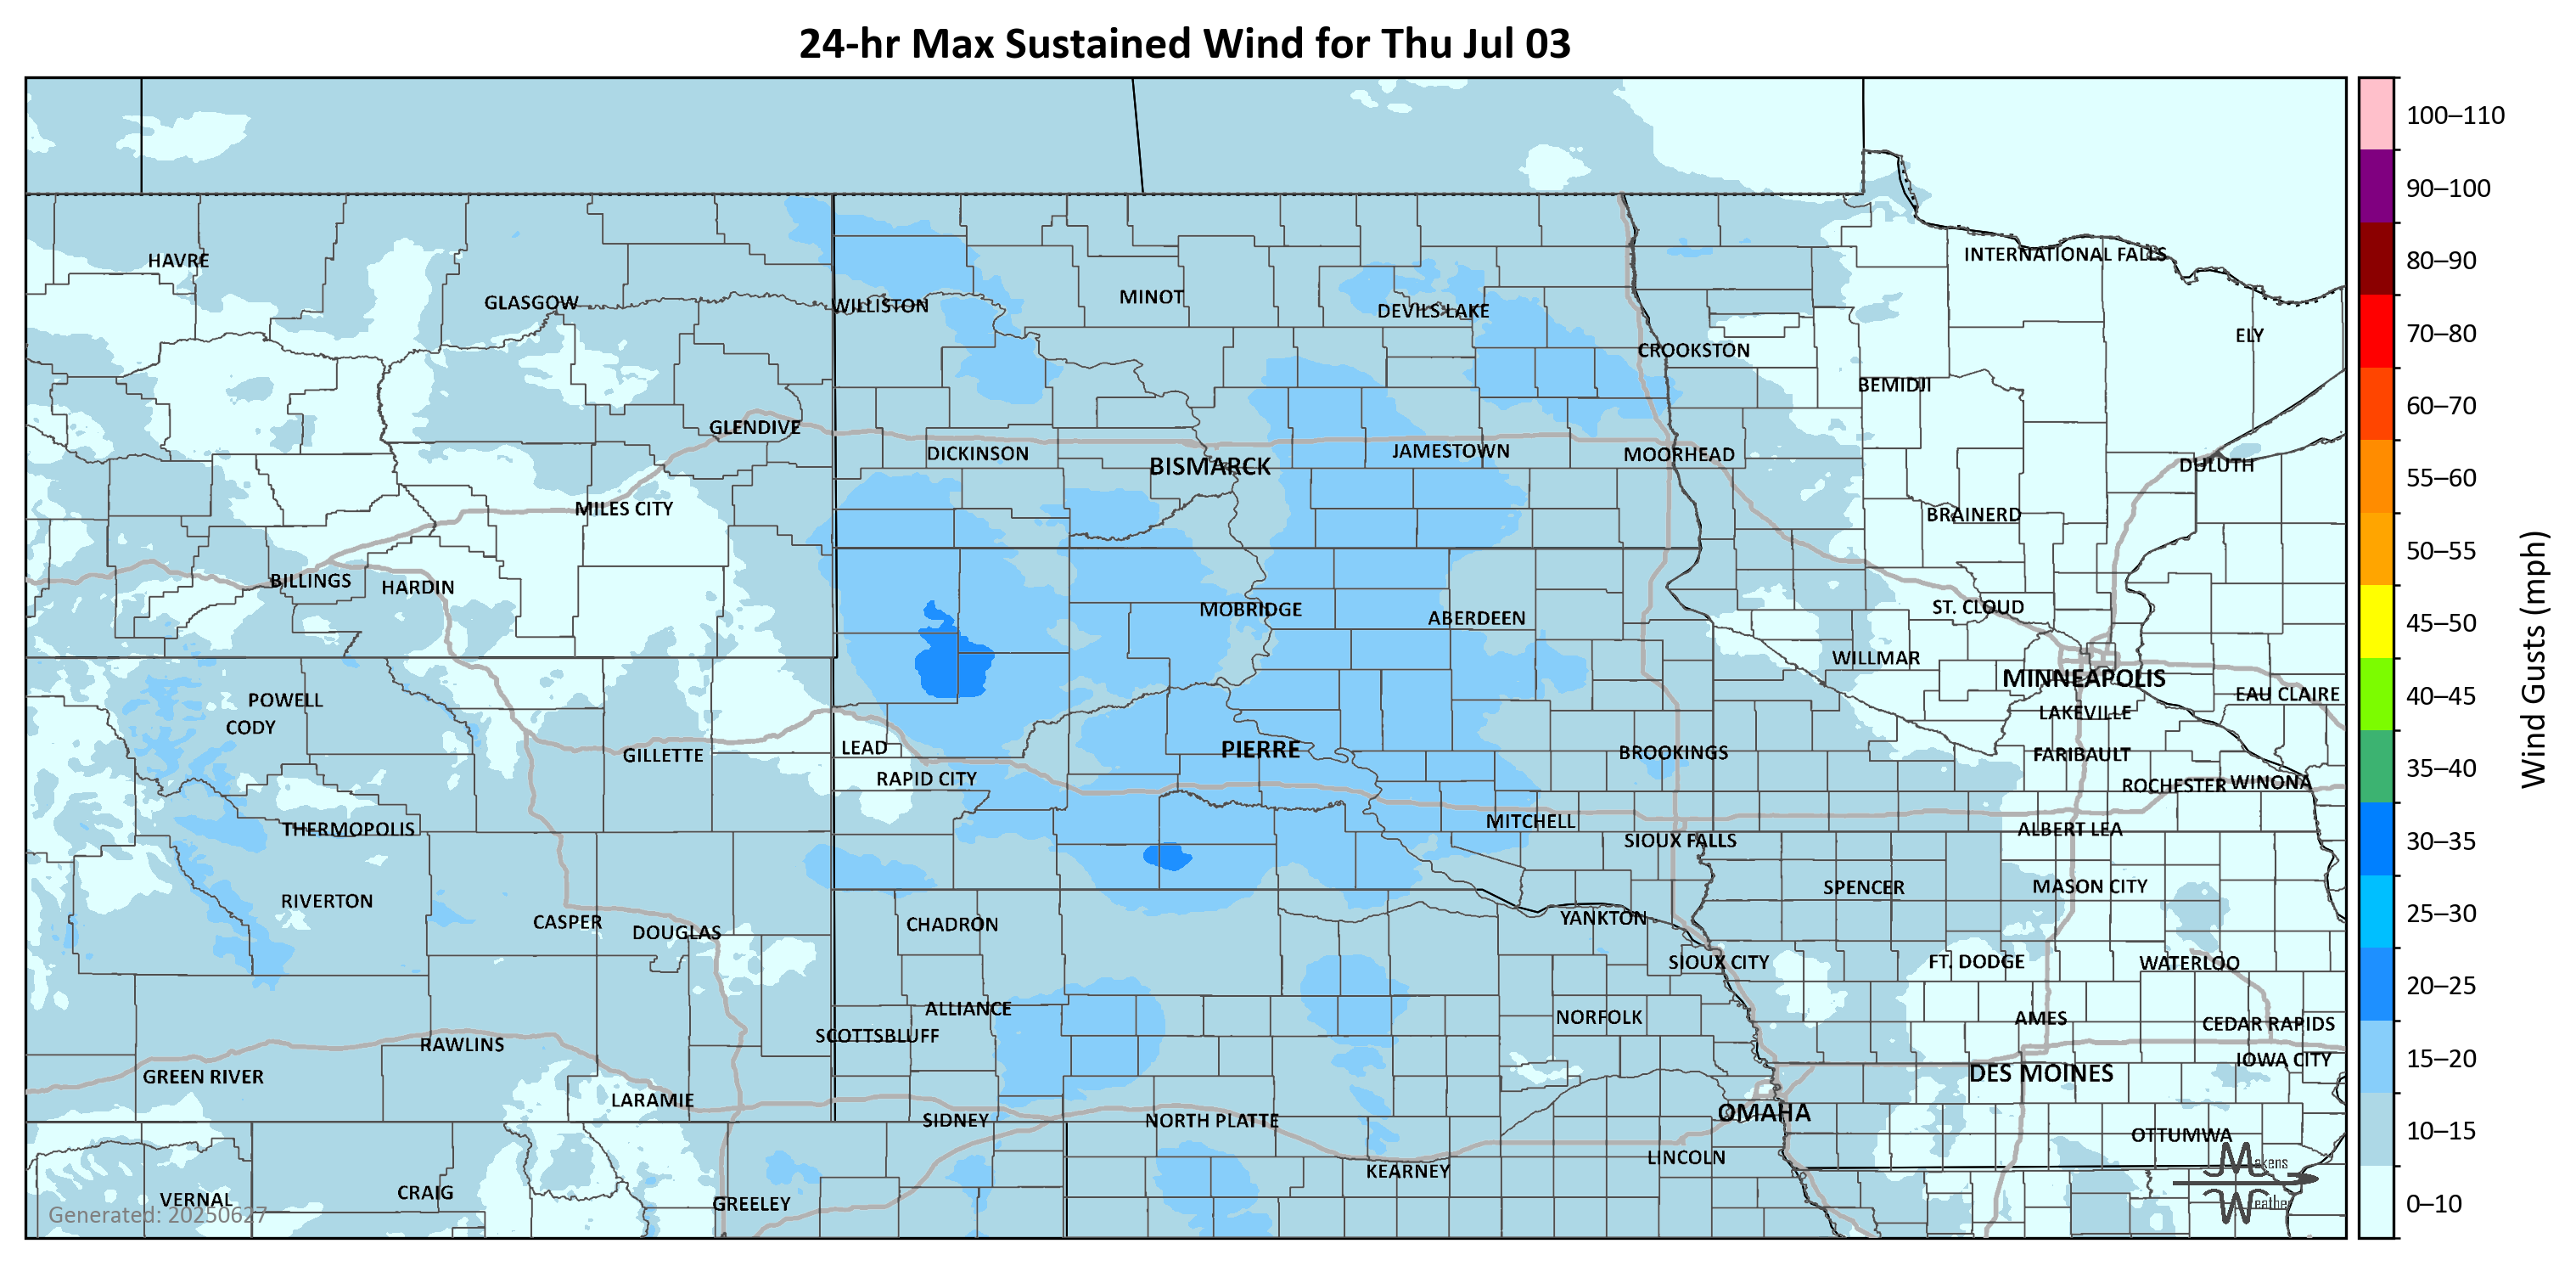 24-hr Max Sustained Wind for Thu Jul 03
100–110
90–100
80–90
70–80
60–70
55–60
50–55
45–50
40–45
35–40
30–35
25–30
20–25
15–20
10–15
0–10
Wind Gusts (mph)
HAVRE
INTERNATIONAL FALLS
GLASGOW
WILLISTON
MINOT
DEVILS LAKE
ELY
CROOKSTON
BEMIDJI
GLENDIVE
DICKINSON
BISMARCK
JAMESTOWN
MOORHEAD
DULUTH
MILES CITY
BRAINERD
BILLINGS
HARDIN
MOBRIDGE
ABERDEEN
ST. CLOUD
WILLMAR
MINNEAPOLIS
POWELL
EAU CLAIRE
CODY
LAKEVILLE
GILLETTE
LEAD
PIERRE
BROOKINGS
FARIBAULT
RAPID CITY
ROCHESTER
WINONA
THERMOPOLIS
MITCHELL
ALBERT LEA
SIOUX FALLS
RIVERTON
SPENCER
MASON CITY
CASPER
DOUGLAS
CHADRON
YANKTON
SIOUX CITY
FT. DODGE
WATERLOO
ALLIANCE
NORFOLK
AMES
CEDAR RAPIDS
SCOTTSBLUFF
RAWLINS
IOWA CITY
GREEN RIVER
DES MOINES
LARAMIE
SIDNEY
NORTH PLATTE
OMAHA
OTTUMWA
KEARNEY
LINCOLN
VERNAL
CRAIG
GREELEY
Makens
Weather
Generated: 20250627